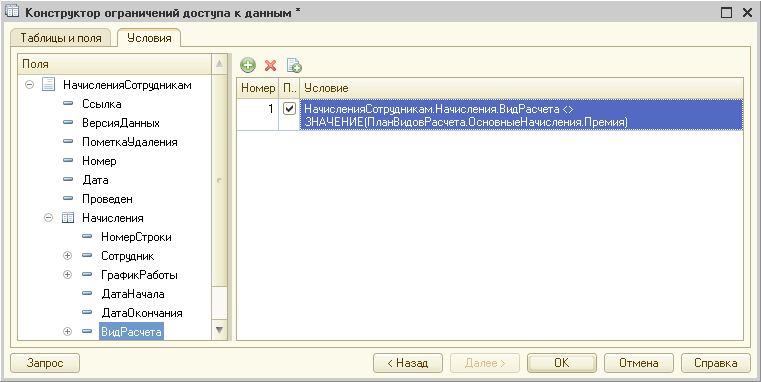 Конструктор ограничений доступа к данным *
Таблицы и поля
Условия
Поля
НачисленияСотрудникам
Ссылка
ВерсияДанных
ПометкаУдаления
Номер
Дата
Проведен
Начисления
НомерСтроки
Сотрудник
ГрафикРаботы
ДатаНачала
ДатаОкончания
ВидРасчета
Номер П.. Условие
1 НачисленияСотрудникам.Начисления.ВидРасчета <>
ЗНАЧЕНИЕ(ПланВидовРасчета.ОсновныеНачисления.Премия)
Запрос
< Назад
Далее >
OK
Отмена
Справка